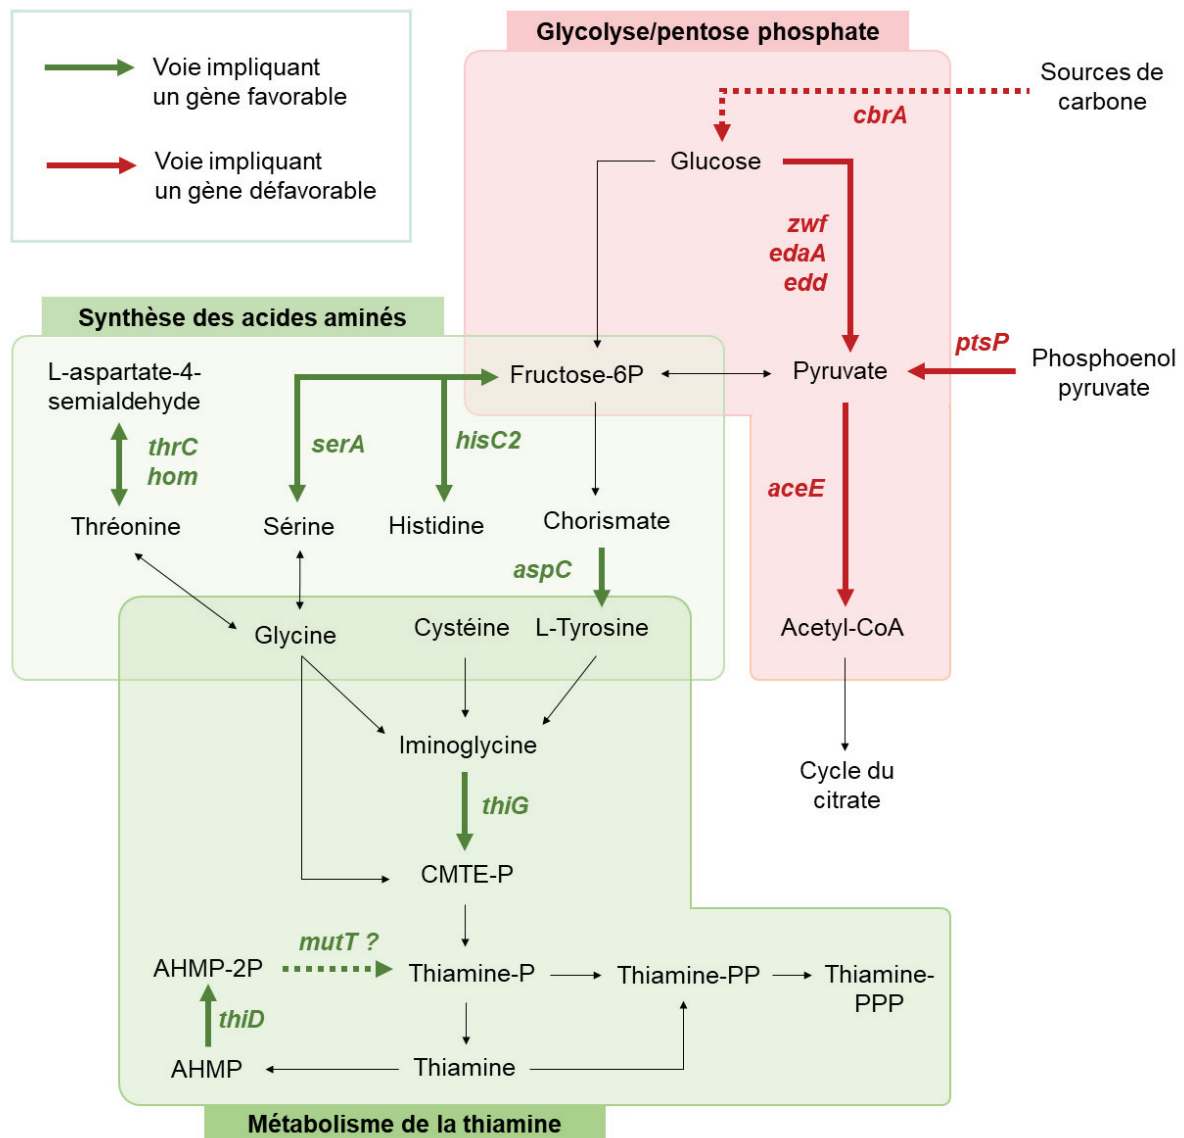 Glycolyse/pentose phosphate
Voie impliquant
un gène favorable
Voie impliquant
un gène défavorable
Sources de
carbone
cbrA
Glucose
zwf
edaA
edd
Synthèse des acides aminés
L-aspartate-4-
semialdehyde
Fructose-6P
Pyruvate
ptsP
Phosphoenol
pyruvate
thrC
hom
serA
hisC2
aceE
Thréonine
Sérine
Histidine
Chorismate
aspC
Glycine
Cystéine
L-Tyrosine
Acetyl-CoA
Iminoglycine
Cycle du
citrate
thiG
CMTE-P
mutT ?
AHMP-2P
Thiamine-P
Thiamine-PP
Thiamine-
PPP
thiD
AHMP
Thiamine
Métabolisme de la thiamine